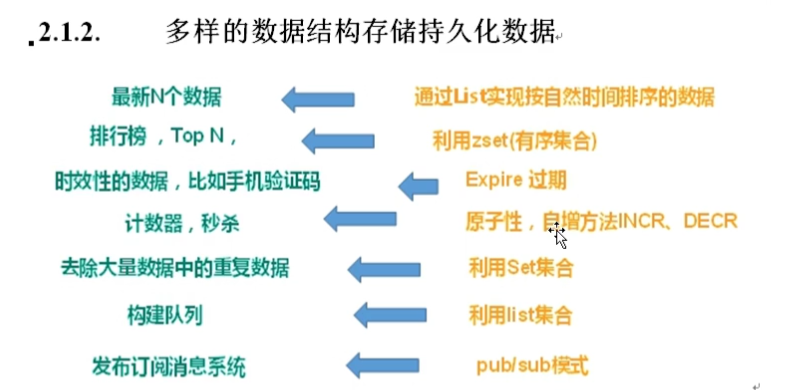 2.1.2. 多样的数据结构存储持久化数据
最新N个数据 通过List实现按自然时间排序的数据
排行榜，Top N， 利用zset(有序集合)
时效性的数据，比如手机验证码 Expire 过期
计数器，秒杀 原子性，自增方法INCR、DECR
去除大量数据中的重复数据 利用Set集合
构建队列 利用list集合
发布订阅消息系统 pub/sub模式